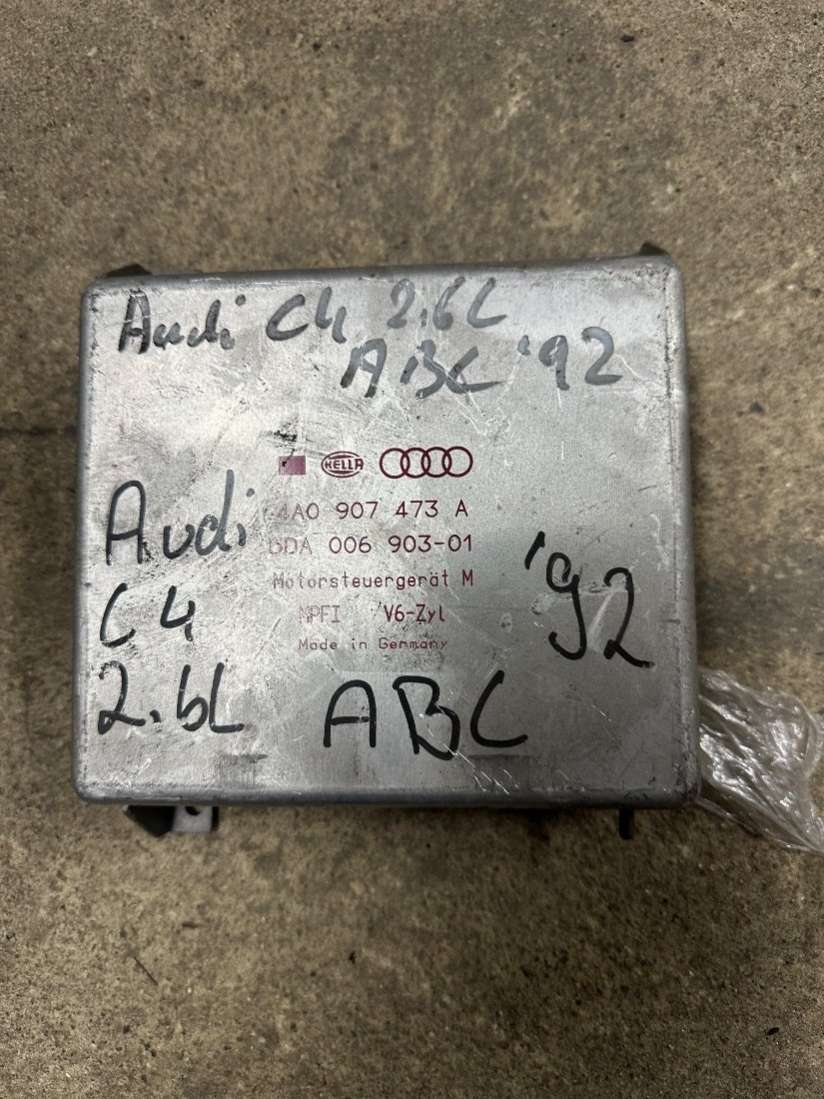 Audi C4 2.6L
ABC '92
HELLA
4A0 907 473 A
5DA 006 903-01
Motorsteuergerät M
MPFI V6-Zyl
Made in Germany
Audi
C4
2.6L
ABC
'92